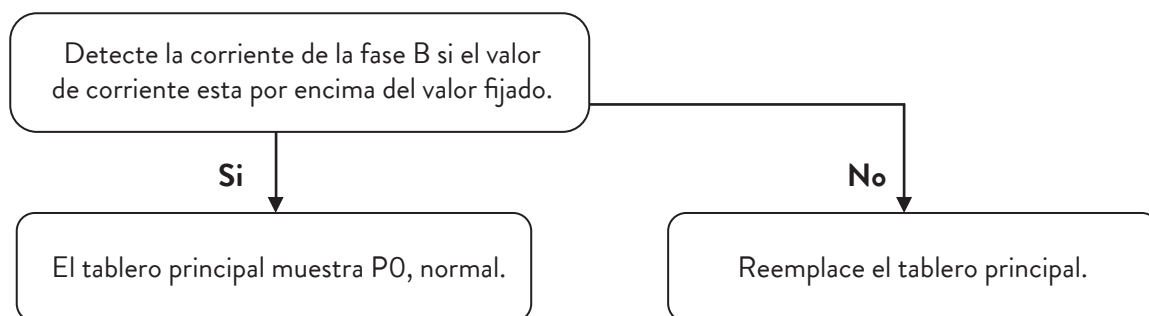 Detecte la corriente de la fase B si el valor
de corriente esta por encima del valor fijado.
Si
No
El tablero principal muestra P0, normal.
Reemplace el tablero principal.